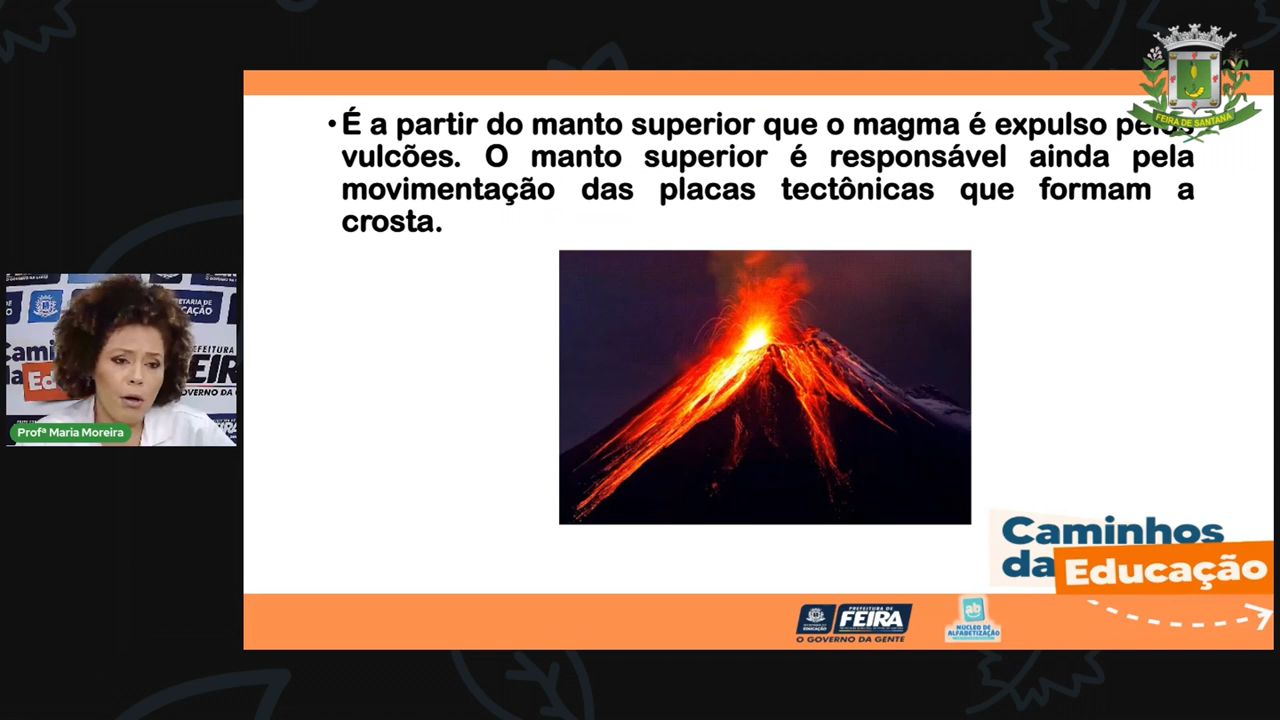 • É a partir do manto superior que o magma é expulso pelos
vulcões. O manto superior é responsável ainda pela
movimentação das placas tectônicas que formam a
crosta.
FEIRA DE SANTANA
Profª Maria Moreira
Caminhos
da Educação
EDUCAÇÃO
PREFEITURA DE
FEIRA
O GOVERNO DA GENTE
ab
NÚCLEO DE
ALFABETIZAÇÃO